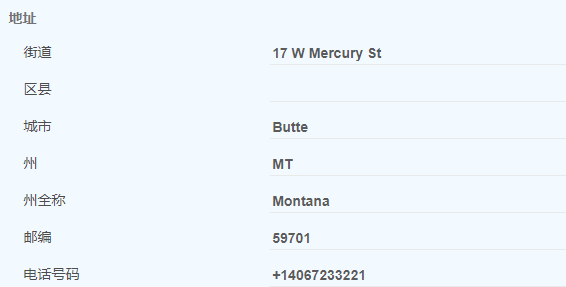 地址
街道 17 W Mercury St
区县
城市 Butte
州 MT
州全称 Montana
邮编 59701
电话号码 +14067233221